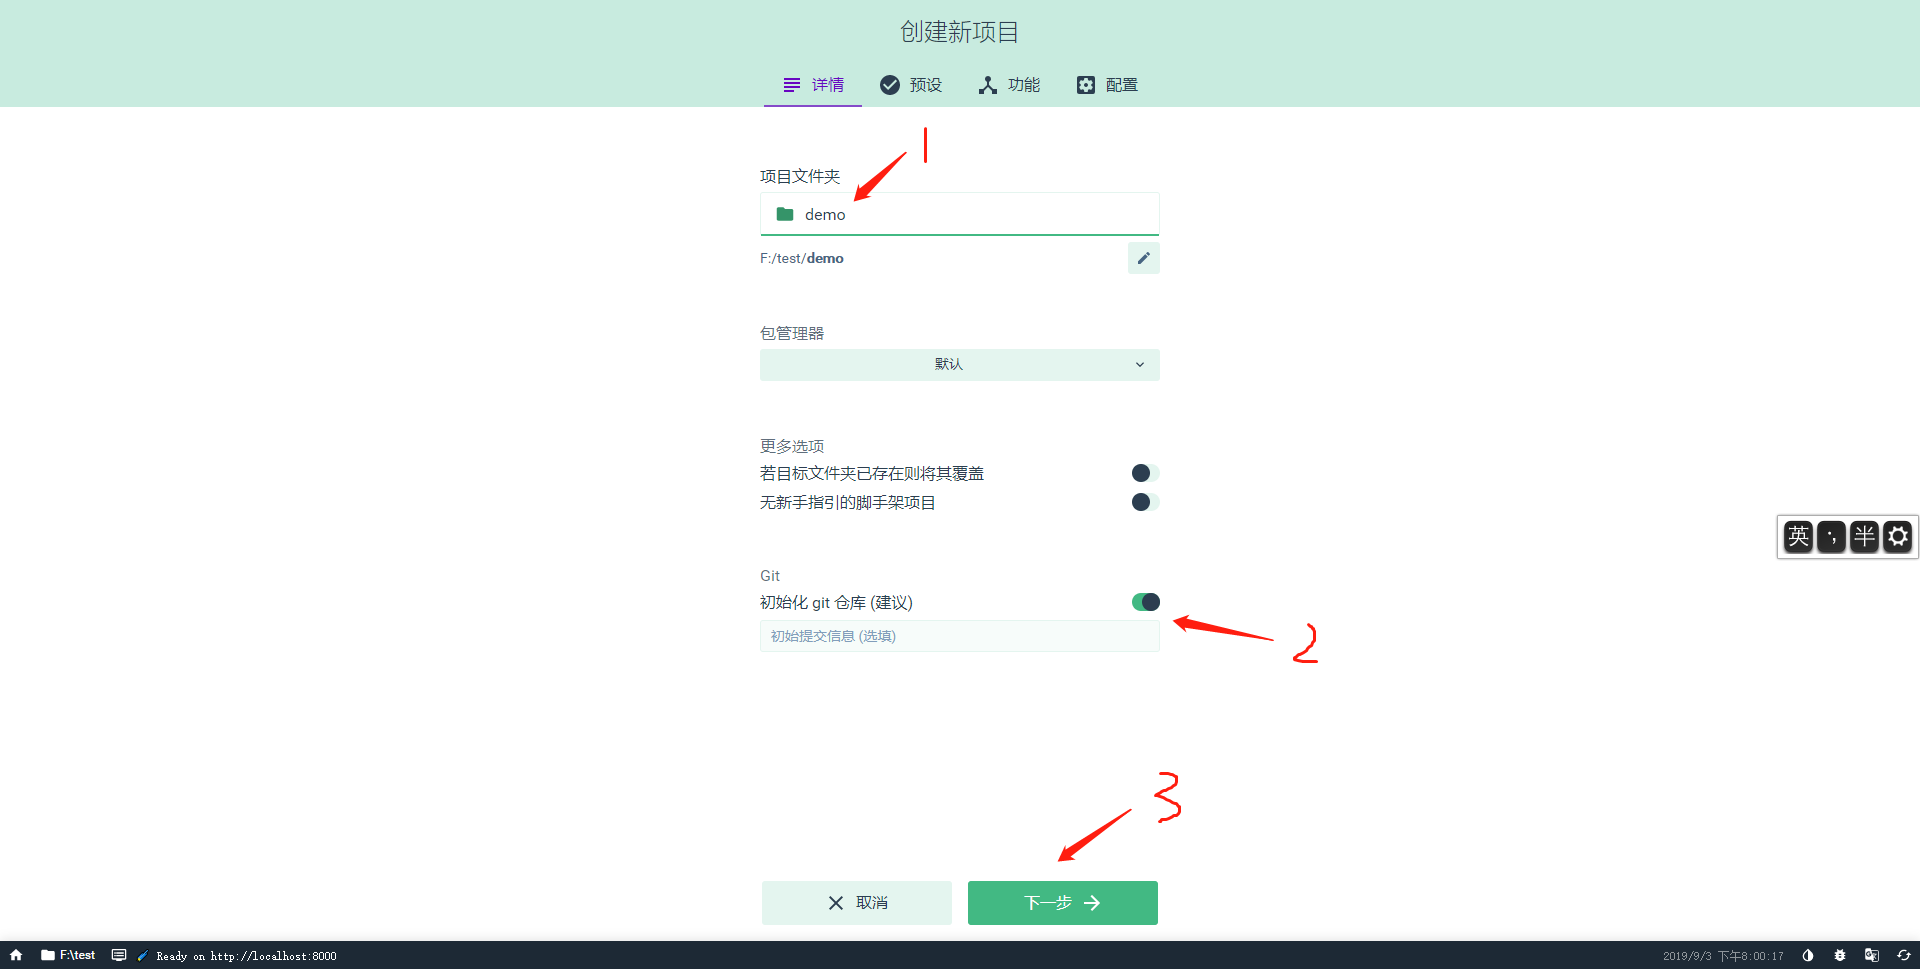 创建新项目
详情 预设 功能 配置
1
项目文件夹
demo
F:/test/demo
包管理器
默认
更多选项
若目标文件夹已存在则将其覆盖
无新手指引的脚手架项目
英 ·, 半
Git
初始化 git 仓库 (建议)
初始提交信息 (选填)
2
3
取消 下一步
F:\test Ready on http://localhost:8000 2019/9/3 下午8:00:17